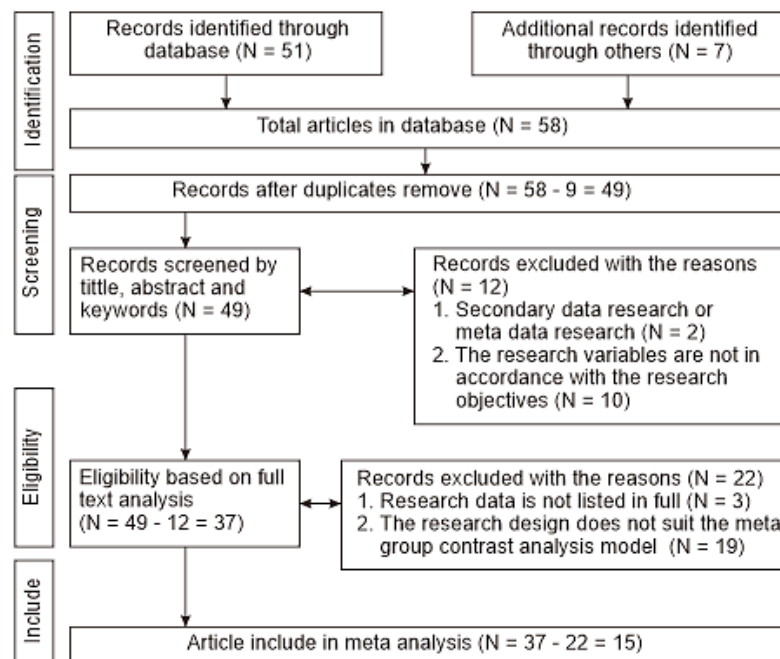 Identification
Records identified through
database (N = 51)
Additional records identified
through others (N = 7)
Total articles in database (N = 58)
Screening
Records after duplicates remove (N = 58 - 9 = 49)
Records screened by
tittle, abstract and
keywords (N = 49)
Records excluded with the reasons
(N = 12)
1. Secondary data research or
meta data research (N = 2)
2. The research variables are not in
accordance with the research
objectives (N = 10)
Eligibility
Eligibility based on full
text analysis
(N = 49 - 12 = 37)
Records excluded with the reasons (N = 22)
1. Research data is not listed in full (N = 3)
2. The research design does not suit the meta
group contrast analysis model (N = 19)
Include
Article include in meta analysis (N = 37 - 22 = 15)